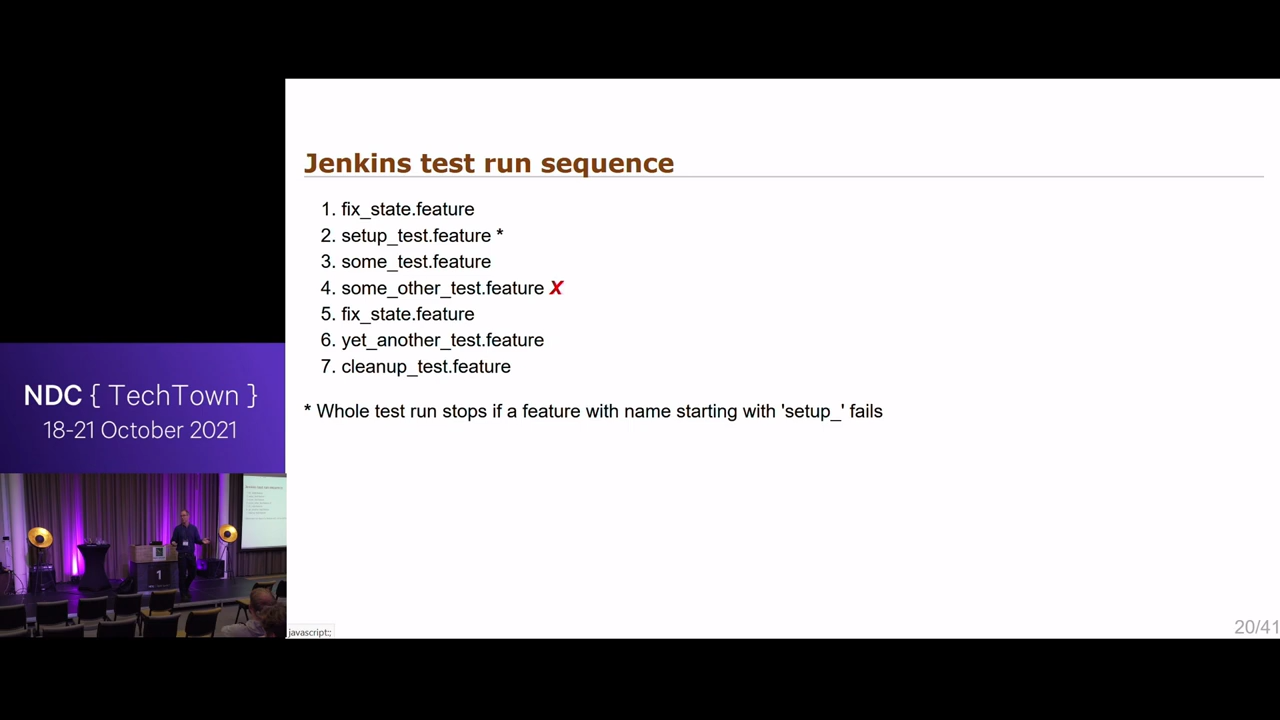 Jenkins test run sequence
1. fix_state.feature
2. setup_test.feature *
3. some_test.feature
4. some_other_test.feature X
5. fix_state.feature
6. yet_another_test.feature
7. cleanup_test.feature
* Whole test run stops if a feature with name starting with 'setup_' fails
NDC { TechTown }
18-21 October 2021
1
javascript:;
20/41